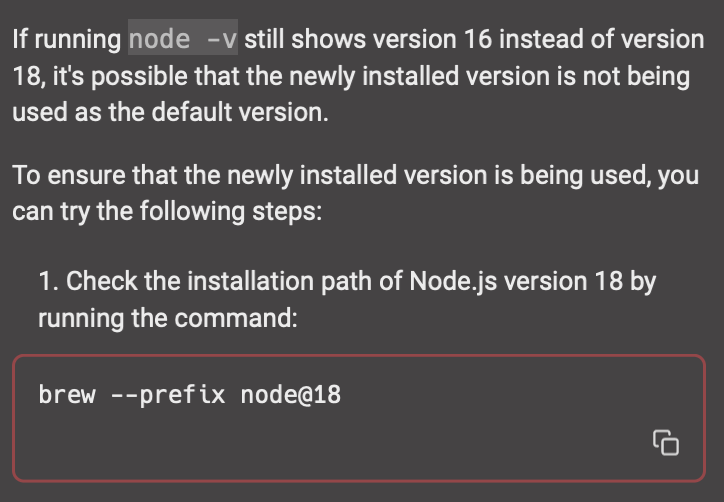 If running node -v still shows version 16 instead of version
18, it's possible that the newly installed version is not being
used as the default version.
To ensure that the newly installed version is being used, you
can try the following steps:
1. Check the installation path of Node.js version 18 by
running the command:
brew --prefix node@18